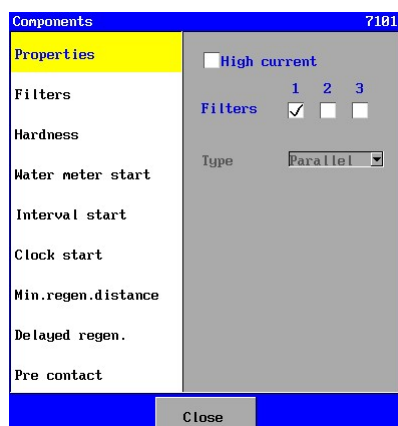 Components 7101
Properties
Filters
Hardness
Water meter start
Interval start
Clock start
Min.regen.distance
Delayed regen.
Pre contact
High current
1 2 3
Filters
Type Parallel
Close